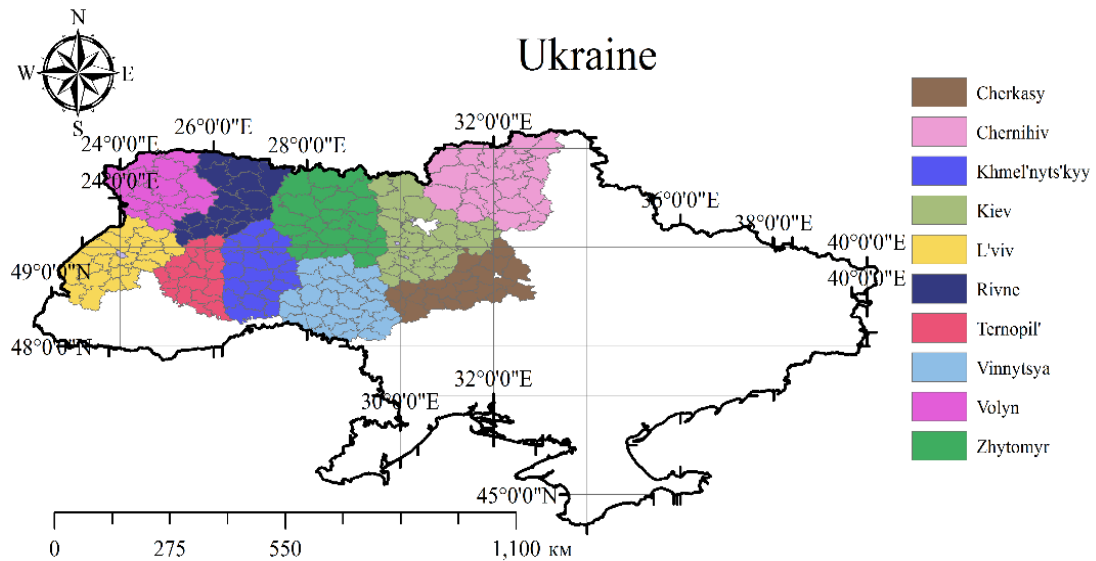 N
W
E
S
Ukraine
24°0'0"E
26°0'0"E
28°0'0"E
32°0'0"E
24°0'0"E
36°0'0"E
38°0'0"E
40°0'0"E
40°0'0"E
49°0'0"N
48°0'0"N
32°0'0"E
30°0'0"E
45°0'0"N
0 275 550 1,100 км
Cherkasy
Chernihiv
Khmel'nyts'kyy
Kiev
L'viv
Rivne
Ternopil'
Vinnytsya
Volyn
Zhytomyr